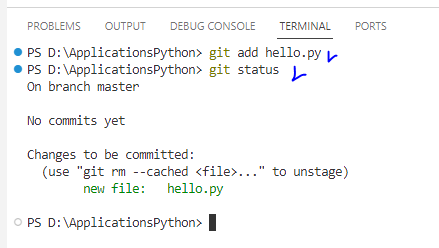 PROBLEMS OUTPUT DEBUG CONSOLE TERMINAL PORTS
PS D:\ApplicationsPython> git add hello.py
PS D:\ApplicationsPython> git status
On branch master
No commits yet
Changes to be committed:
(use "git rm --cached <file>..." to unstage)
new file: hello.py
PS D:\ApplicationsPython>